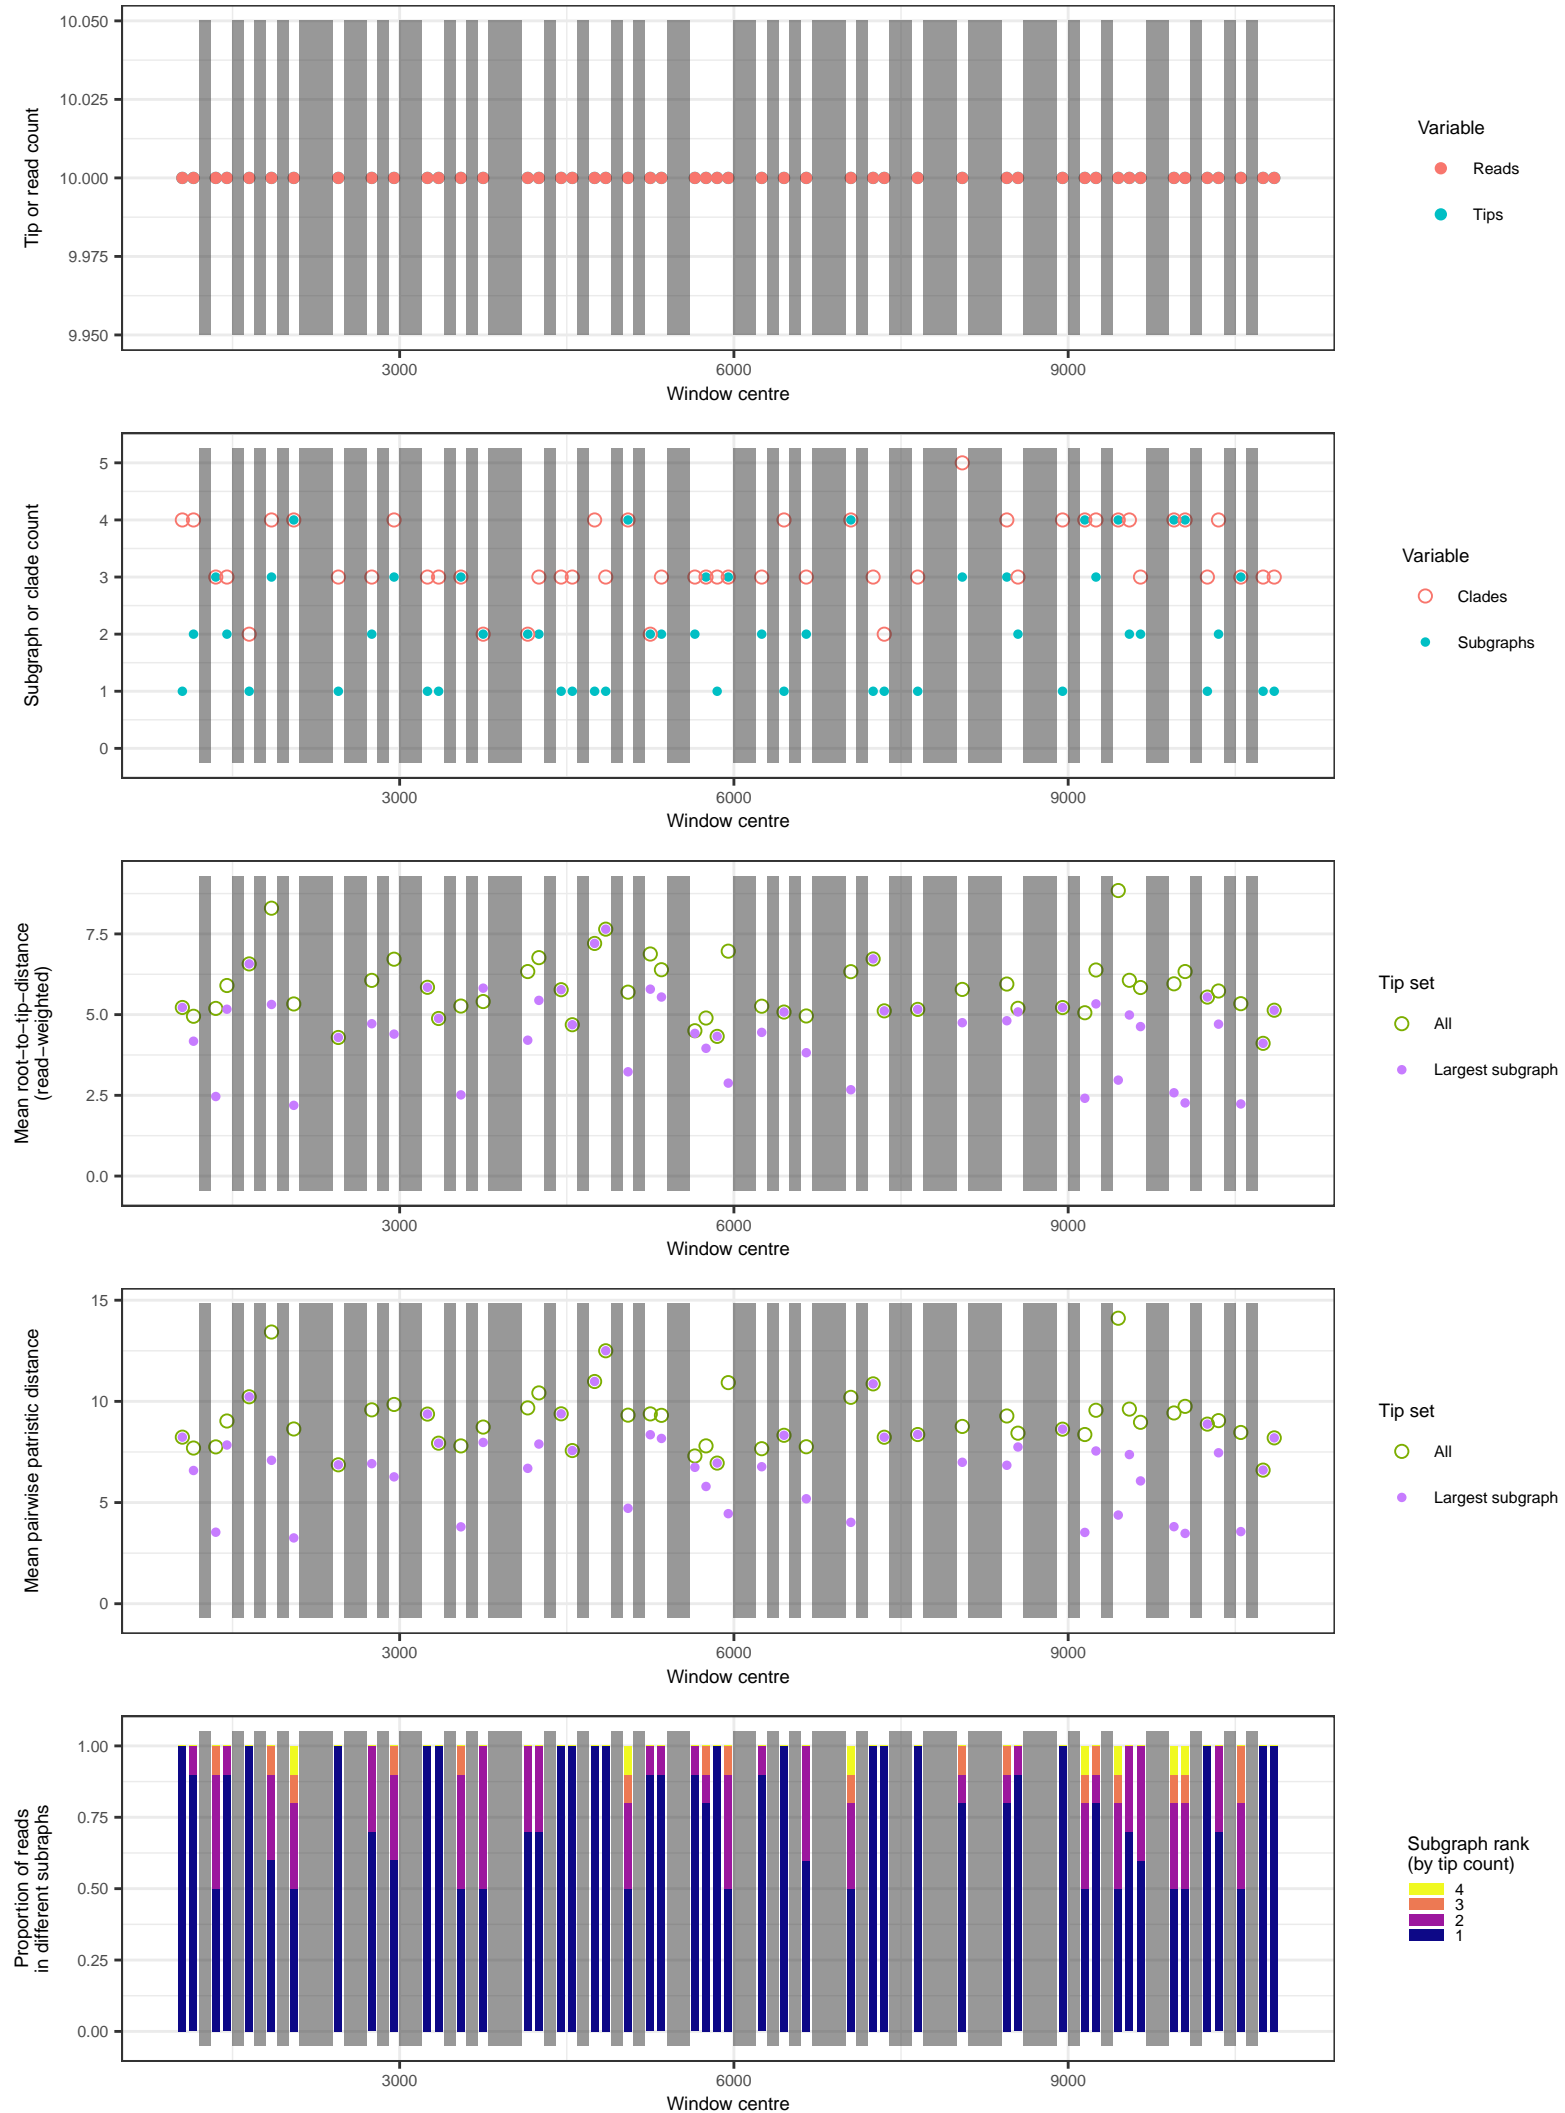 10.050
10.025
10.000
9.975
9.950
Tip or read count
3000
6000
9000
Window centre
Variable
Reads
Tips
5
4
3
2
1
0
Subgraph or clade count
3000
6000
9000
Window centre
Variable
Clades
Subgraphs
7.5
5.0
2.5
0.0
Mean root−to−tip−distance
(read−weighted)
3000
6000
9000
Window centre
Tip set
All
Largest subgraph
15
10
5
0
Mean pairwise patristic distance
3000
6000
9000
Window centre
Tip set
All
Largest subgraph
1.00
0.75
0.50
0.25
0.00
Proportion of reads
in different subraphs
3000
6000
9000
Window centre
Subgraph rank
(by tip count)
4
3
2
1